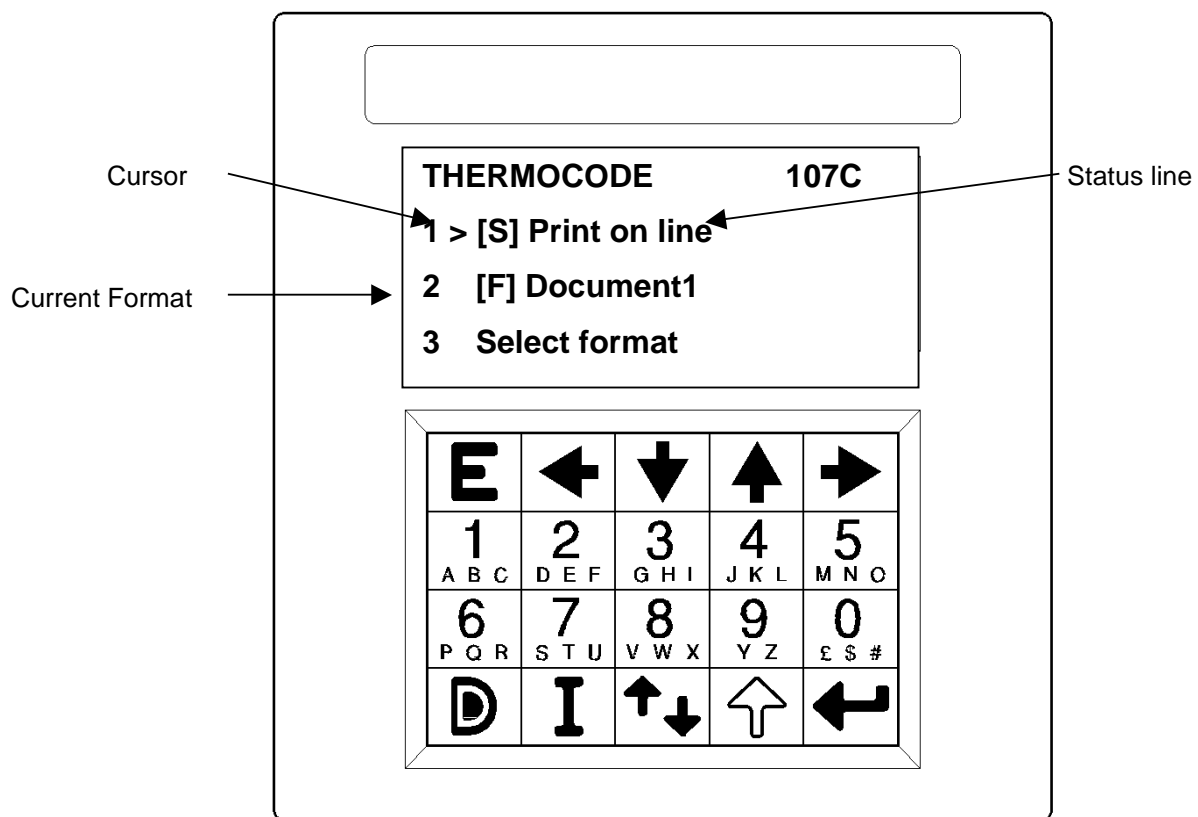 THERMOCODE 107C
Cursor
Status line
1 > [S] Print on line
Current Format
2 [F] Document1
3 Select format
E
1 2 3 4 5
A B C D E F G H I J K L M N O
6 7 8 9 0
P Q R S T U V W X Y Z £ $ #
D I